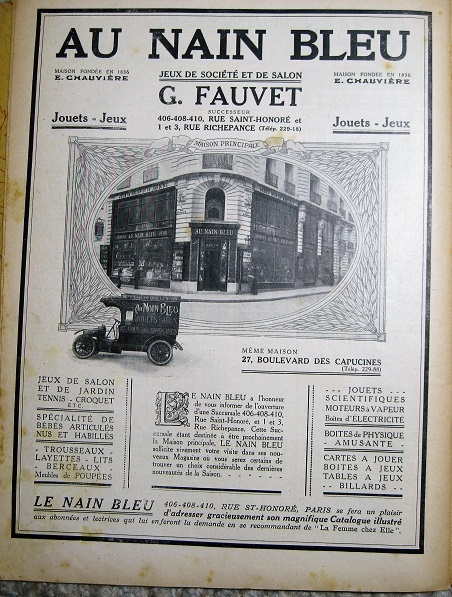 AU NAIN BLEU
MAISON FONDÉE EN 1836
E. CHAUVIÈRE
JEUX DE SOCIÉTÉ ET DE SALON
MAISON FONDÉE EN 1836
E. CHAUVIÈRE
G. FAUVET
SUCCESSEUR
406-408-410, RUE SAINT-HONORÉ et
1 et 3, RUE RICHEPANCE (Télép. 229-18)
Jouets - Jeux
Jouets - Jeux
MAISON PRINCIPALE
AU NAIN BLEU
AU NAIN BLEU
MÊME MAISON
27, BOULEVARD DES CAPUCINES
(Télép. 229-88)
JEUX DE SALON
ET DE JARDIN
TENNIS - CROQUET
ETC.
SPÉCIALITÉ DE
BÉBÉS ARTICULÉS
NUS ET HABILLÉS
- TROUSSEAUX -
LAYETTES - LITS
- BERCEAUX -
Meubles de POUPÉES
LE NAIN BLEU a l'honneur
de vous informer de l'ouverture
d'une Succursale 406-408-410,
Rue Saint-Honoré, et 1 et 3,
Rue Richepance. Cette Suc-
cursale étant destinée à être prochainement
la Maison principale, LE NAIN BLEU
sollicite vivement votre visite dans ses nou-
veaux Magasins où vous serez certains de
trouver un choix considérable des dernières
nouveautés de la Saison.
--- JOUETS ---
SCIENTIFIQUES
MOTEURS à VAPEUR
Boîtes d'ÉLECTRICITÉ
BOITES de PHYSIQUE
- AMUSANTE -
CARTES A JOUER
BOITES A JEUX
TABLES A JEUX
-- BILLARDS --
LE NAIN BLEU 406-408-410, RUE ST-HONORÉ, PARIS se fera un plaisir
d'adresser gracieusement son magnifique Catalogue illustré
aux abonnées et lectrices qui lui enferont la demande en se recommandant de "La Femme chez Elle".